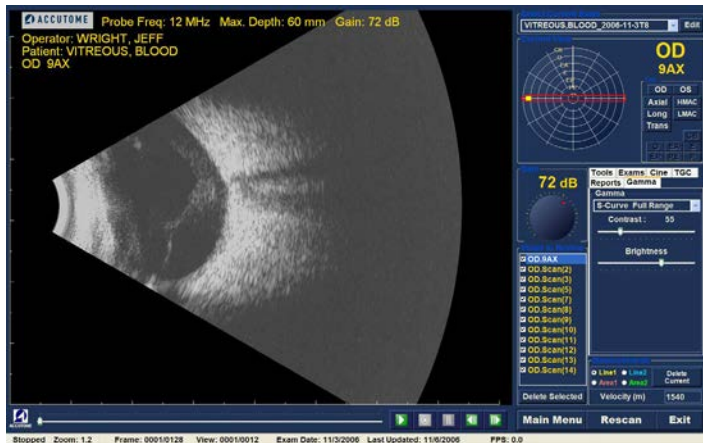 ACCUTOME Probe Freq: 12 MHz Max. Depth: 60 mm Gain: 72 dB
Operator: WRIGHT, JEFF
Patient: VITREOUS, BLOOD
OD 9AX
VITREOUS,BLOOD_2006-11-3T8 Edit
OD
9AX
OD OS
Axial HMAC
Long LMAC
Trans
72 dB
Tools Exams Cine TGC
Reports Gamma
Gamma
S-Curve Full Range
Contrast : 55
Brightness
OD.9AX
OD.Scan(2)
OD.Scan(3)
OD.Scan(5)
OD.Scan(7)
OD.Scan(8)
OD.Scan(9)
OD.Scan(10)
OD.Scan(11)
OD.Scan(12)
OD.Scan(13)
OD.Scan(14)
Line1 Line2
Area1 Area2
Delete
Current
Delete Selected Velocity (m) 1540
Main Menu Rescan Exit
ACCUTOME
Stopped Zoom: 1.2 Frame: 0001/0128 View: 0001/0012 Exam Date: 11/3/2006 Last Updated: 11/6/2006 FPS: 0.0